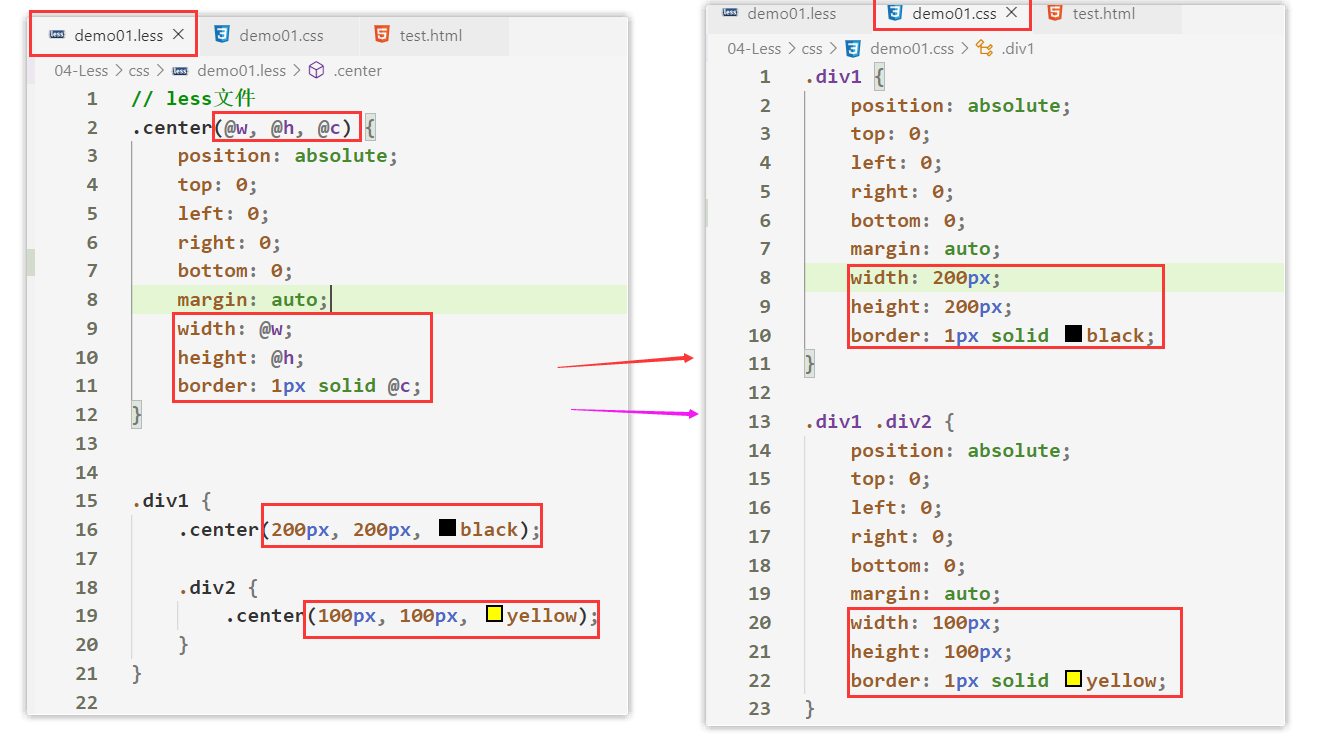 demo01.less demo01.css test.html
04-Less > css > demo01.less > .center
1 // less文件
2 .center(@w, @h, @c) {
3 position: absolute;
4 top: 0;
5 left: 0;
6 right: 0;
7 bottom: 0;
8 margin: auto;
9 width: @w;
10 height: @h;
11 border: 1px solid @c;
12 }
13
14
15 .div1 {
16 .center(200px, 200px, black);
17
18 .div2 {
19 .center(100px, 100px, yellow);
20 }
21 }
22
demo01.less demo01.css test.html
04-Less > css > demo01.css > .div1
1 .div1 {
2 position: absolute;
3 top: 0;
4 left: 0;
5 right: 0;
6 bottom: 0;
7 margin: auto;
8 width: 200px;
9 height: 200px;
10 border: 1px solid black;
11 }
12
13 .div1 .div2 {
14 position: absolute;
15 top: 0;
16 left: 0;
17 right: 0;
18 bottom: 0;
19 margin: auto;
20 width: 100px;
21 height: 100px;
22 border: 1px solid yellow;
23 }